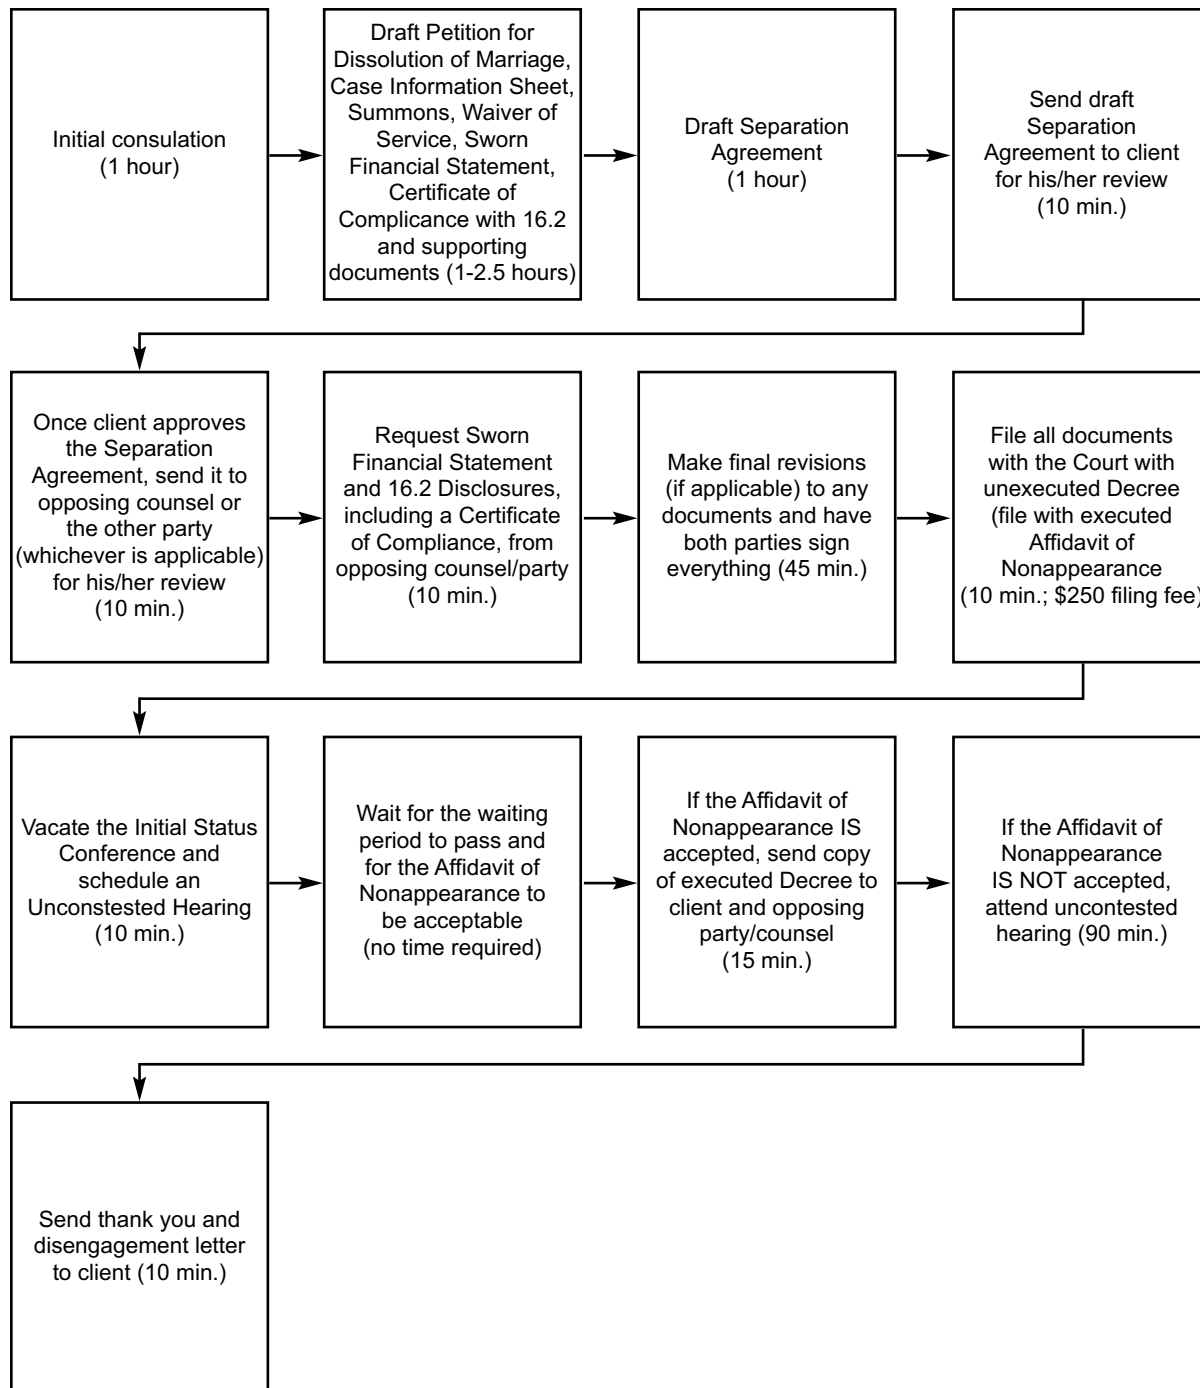 Initial consulation
(1 hour)
Draft Petition for
Dissolution of Marriage,
Case Information Sheet,
Summons, Waiver of
Service, Sworn
Financial Statement,
Certificate of
Complicance with 16.2
and supporting
documents (1-2.5 hours)
Draft Separation
Agreement
(1 hour)
Send draft
Separation
Agreement to client
for his/her review
(10 min.)
Once client approves
the Separation
Agreement, send it to
opposing counsel or
the other party
(whichever is applicable)
for his/her review
(10 min.)
Request Sworn
Financial Statement
and 16.2 Disclosures,
including a Certificate
of Compliance, from
opposing counsel/party
(10 min.)
Make final revisions
(if applicable) to any
documents and have
both parties sign
everything (45 min.)
File all documents
with the Court with
unexecuted Decree
(file with executed
Affidavit of
Nonappearance
(10 min.; $250 filing fee)
Vacate the Initial Status
Conference and
schedule an
Unconstested Hearing
(10 min.)
Wait for the waiting
period to pass and
for the Affidavit of
Nonappearance to
be acceptable
(no time required)
If the Affidavit of
Nonappearance IS
accepted, send copy
of executed Decree to
client and opposing
party/counsel
(15 min.)
If the Affidavit of
Nonappearance
IS NOT accepted,
attend uncontested
hearing (90 min.)
Send thank you and
disengagement letter
to client (10 min.)